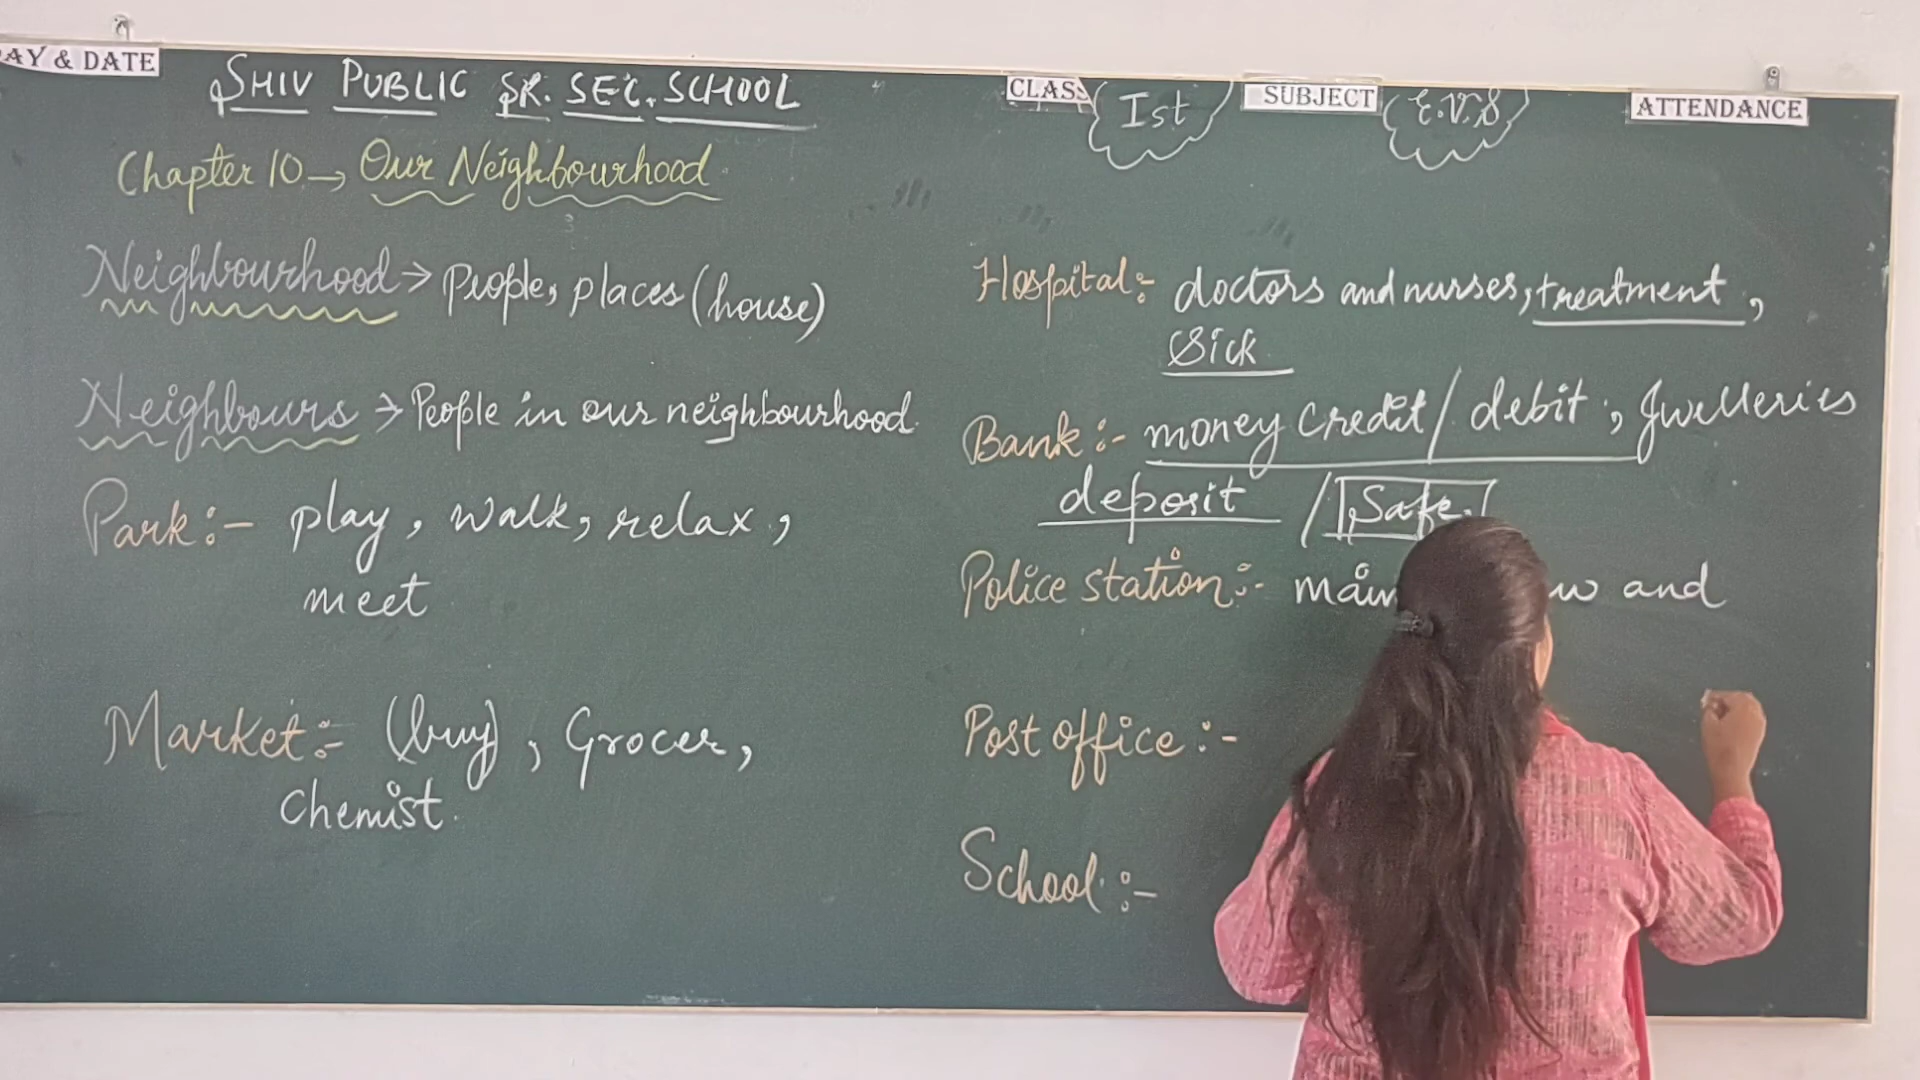 DAY & DATE
SHIV PUBLIC SR. SEC. SCHOOL
CLASS
Ist
SUBJECT
E.V.S
ATTENDANCE
Chapter 10 → Our Neighbourhood
Neighbourhood → People, places (house)
Neighbours → People in our neighbourhood
Park :- play, walk, relax,
meet
Market :- (buy), Grocer,
Chemist.
Hospital :- doctors and nurses, treatment,
Sick
Bank :- money credit / debit, Jwelleries
deposit / Safe.
Police station :- and
Post office :-
School :-